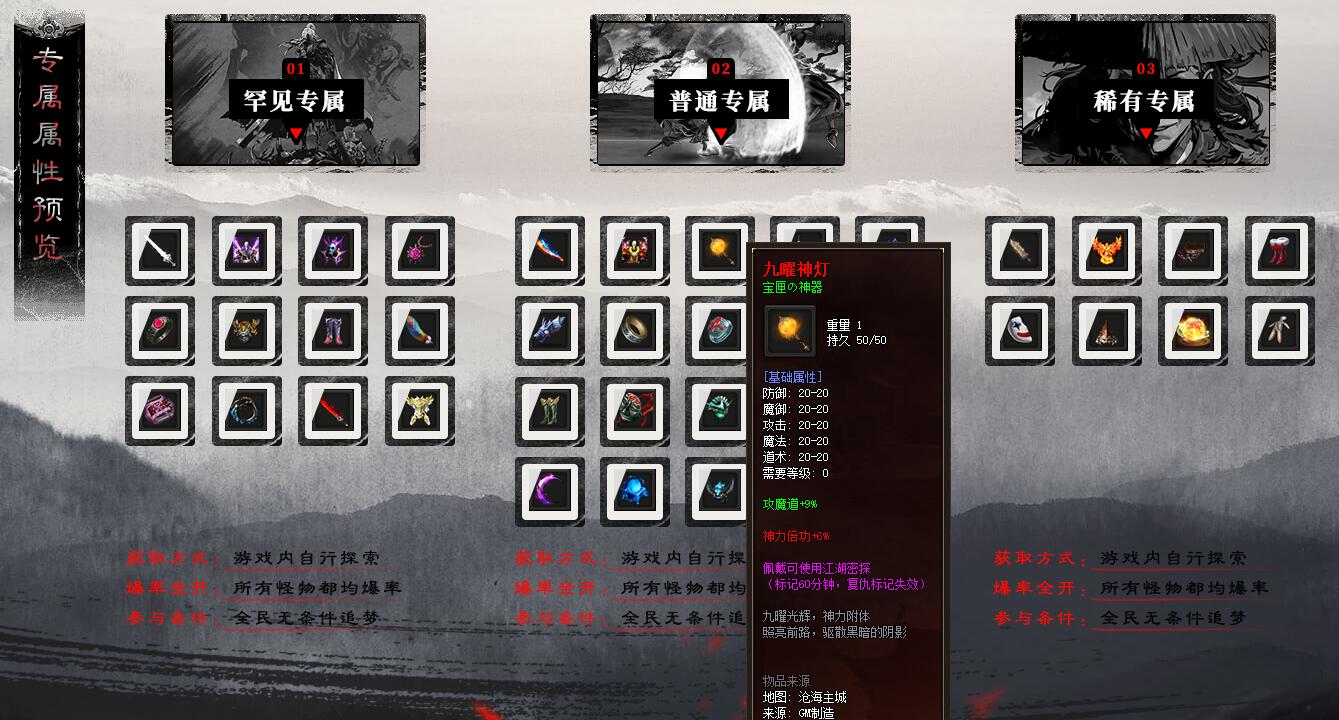 专属属性预览
01
罕见专属
02
普通专属
03
稀有专属
获取方式：游戏内自行探索
爆率全开：所有怪物都均爆率
参与条件：全民无条件追梦
获取方式：游戏内自行探
爆率全开：所有怪物都均
参与条件：全民无条件追
九曜神灯
宝匣の神器
重量 1
持久 50/50
[基础属性]
防御: 20-20
魔御: 20-20
攻击: 20-20
魔法: 20-20
道术: 20-20
需要等级: 0
攻魔道+9%
神力倍功+6%
佩戴可使用江湖密探
（标记60分钟，复仇标记失效）
九曜光辉，神力附体
照亮前路，驱散黑暗的阴影
物品来源
地图: 沧海主城
来源: GM制造
获取方式：游戏内自行探索
爆率全开：所有怪物都均爆率
参与条件：全民无条件追梦